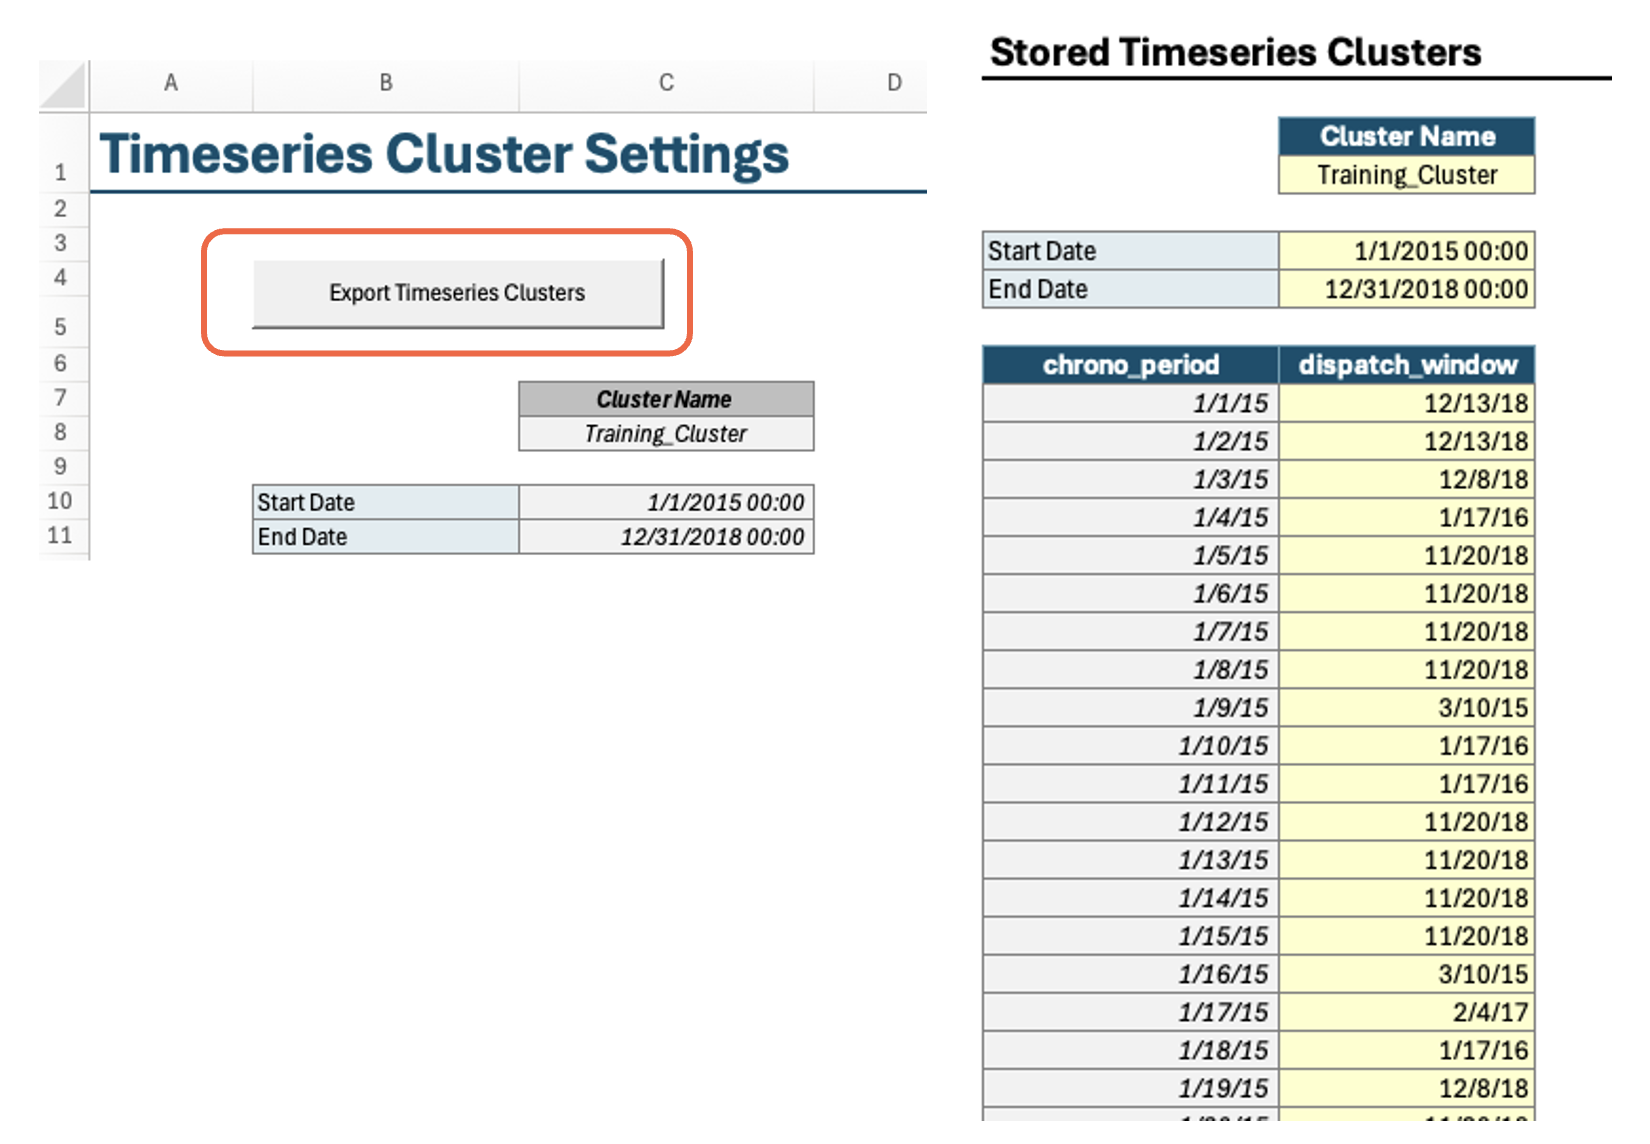 A B C D
1 Timeseries Cluster Settings
2
3
4 Export Timeseries Clusters
5
6
7 Cluster Name
8 Training_Cluster
9
10 Start Date 1/1/2015 00:00
11 End Date 12/31/2018 00:00
Stored Timeseries Clusters
Cluster Name
Training_Cluster
Start Date 1/1/2015 00:00
End Date 12/31/2018 00:00
chrono_period dispatch_window
1/1/15 12/13/18
1/2/15 12/13/18
1/3/15 12/8/18
1/4/15 1/17/16
1/5/15 11/20/18
1/6/15 11/20/18
1/7/15 11/20/18
1/8/15 11/20/18
1/9/15 3/10/15
1/10/15 1/17/16
1/11/15 1/17/16
1/12/15 11/20/18
1/13/15 11/20/18
1/14/15 11/20/18
1/15/15 11/20/18
1/16/15 3/10/15
1/17/15 2/4/17
1/18/15 1/17/16
1/19/15 12/8/18